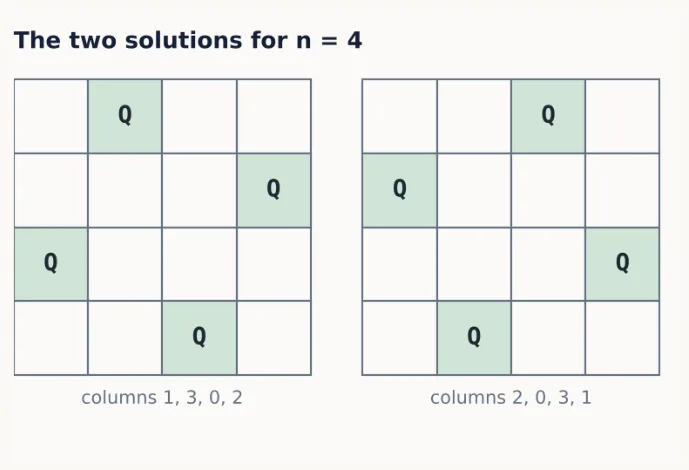 The two solutions for n = 4
Q
Q
Q
Q
columns 1, 3, 0, 2
Q
Q
Q
Q
columns 2, 0, 3, 1